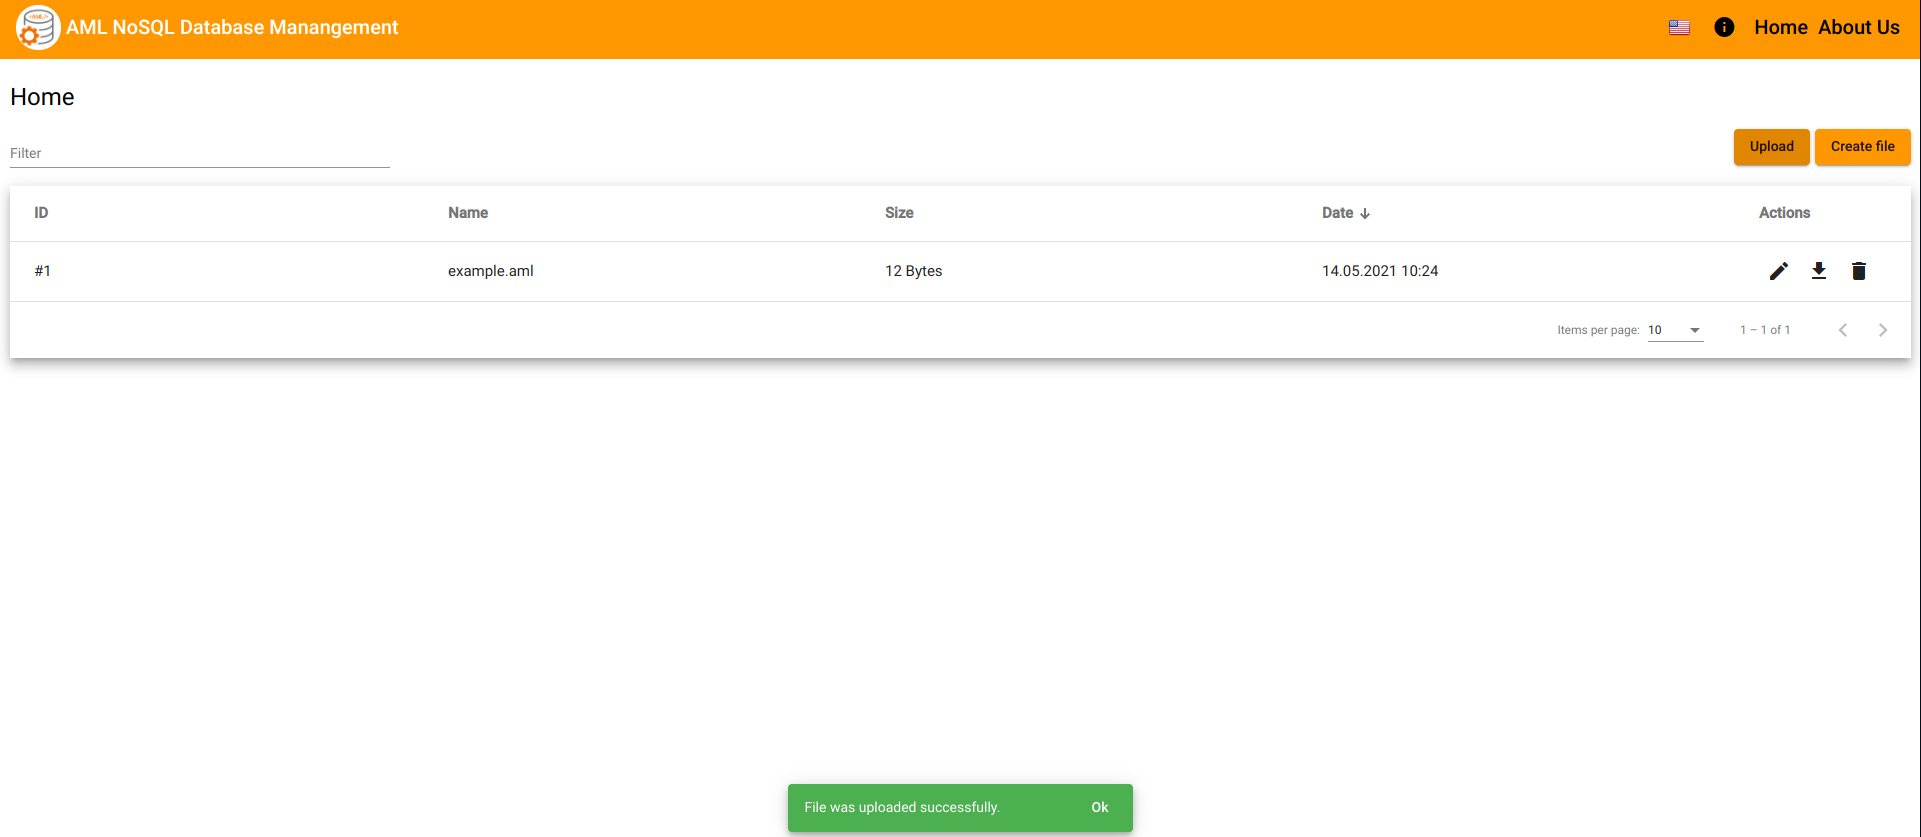 <AML/>
AML NoSQL Database Manangement
Home About Us
Home
Filter
Upload Create file
ID Name Size Date Actions
#1 example.aml 12 Bytes 14.05.2021 10:24
Items per page: 10 1 – 1 of 1
File was uploaded successfully. Ok